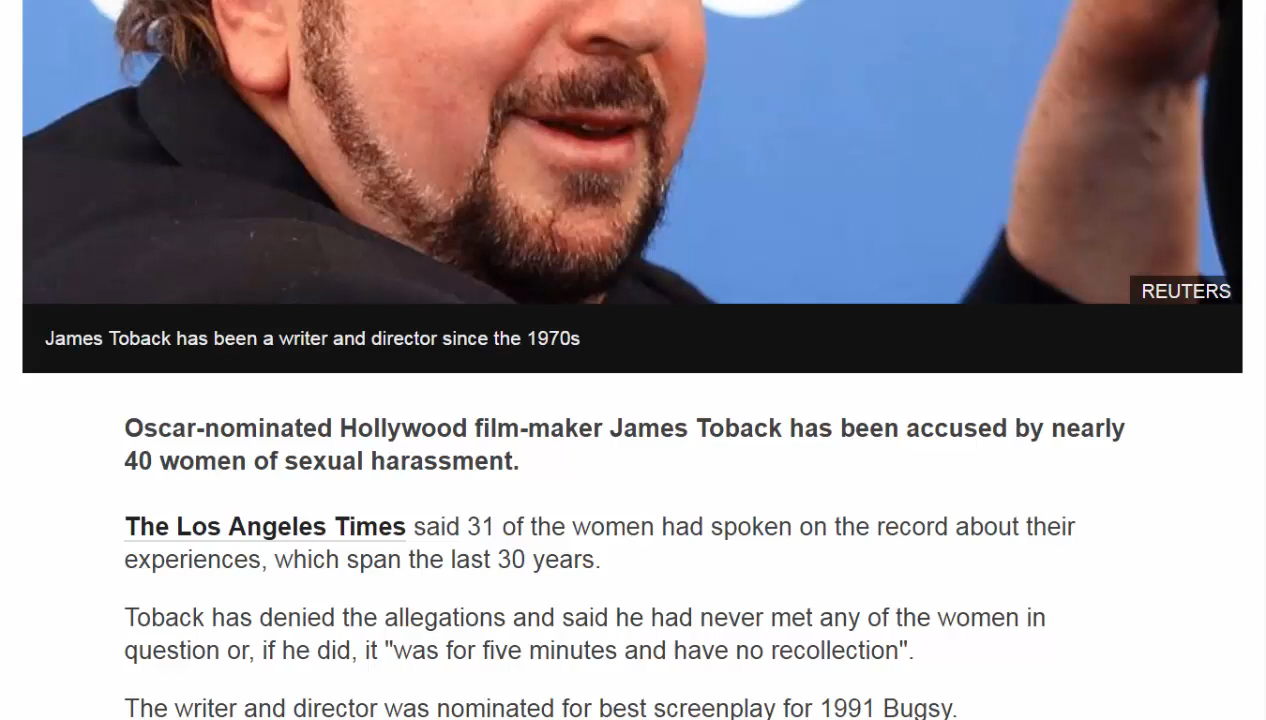 REUTERS
James Toback has been a writer and director since the 1970s
Oscar-nominated Hollywood film-maker James Toback has been accused by nearly
40 women of sexual harassment.
The Los Angeles Times said 31 of the women had spoken on the record about their
experiences, which span the last 30 years.
Toback has denied the allegations and said he had never met any of the women in
question or, if he did, it "was for five minutes and have no recollection".
The writer and director was nominated for best screenplay for 1991 Bugsy.